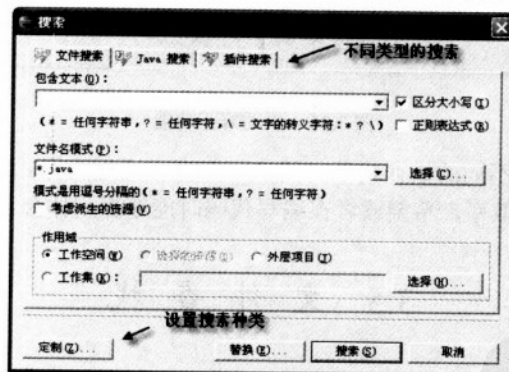 搜索
文件搜索 Java 搜索 插件搜索
不同类型的搜索
包含文本(O):
区分大小写(I)
(* = 任何字符串,? = 任何字符,\ = 文字的转义字符:* ? \)
正则表达式(R)
文件名模式(P):
*.java
选择(C)...
模式是用逗号分隔的(* = 任何字符串,? = 任何字符)
考虑派生的资源(V)
作用域
工作空间(W) 外层项目(J)
工作集(K):
选择(H)...
设置搜索种类
定制(Z)... 替换(E)... 搜索(S) 取消